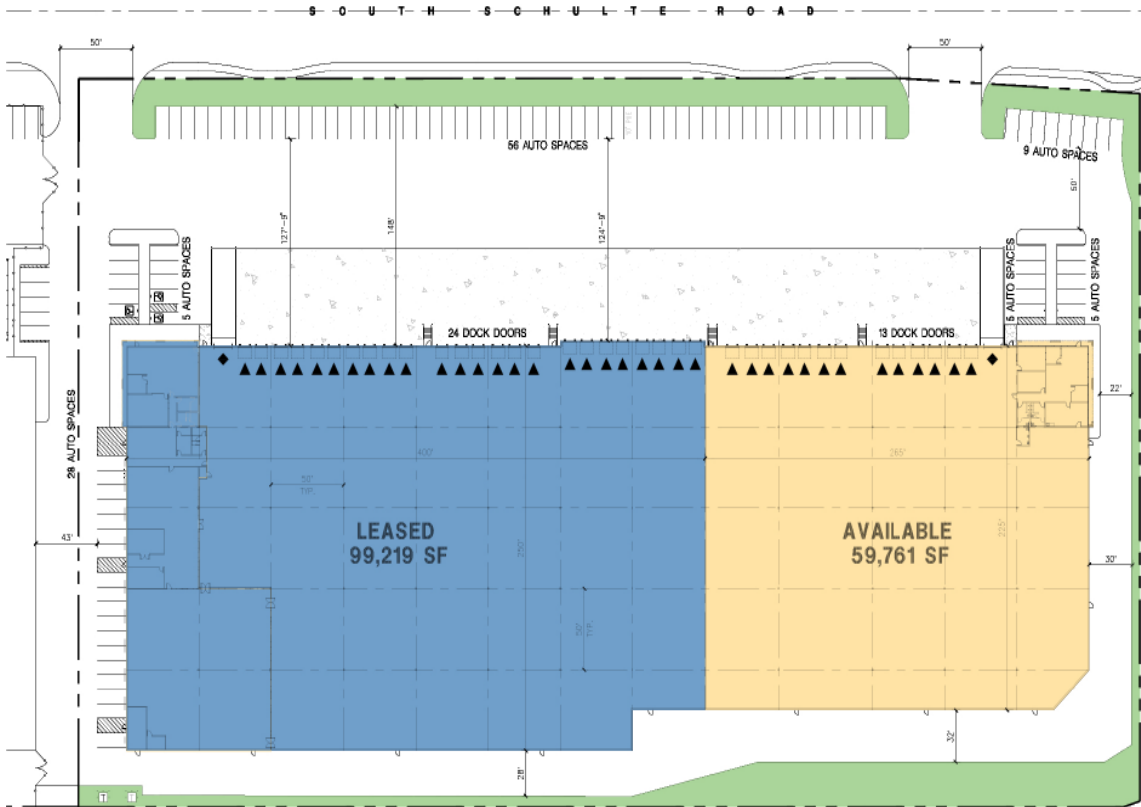 SOUTH SCHULTE ROAD
50'
50'
56 AUTO SPACES
9 AUTO SPACES
50'
127'-9"
148'
124'-9"
5 AUTO SPACES
5 AUTO SPACES
5 AUTO SPACES
24 DOCK DOORS
13 DOCK DOORS
22'
28 AUTO SPACES
400'
265'
50'
TYP.
LEASED
99,219 SF
AVAILABLE
59,761 SF
250'
225'
43'
30'
50'
TYP.
32'
28'
T
T